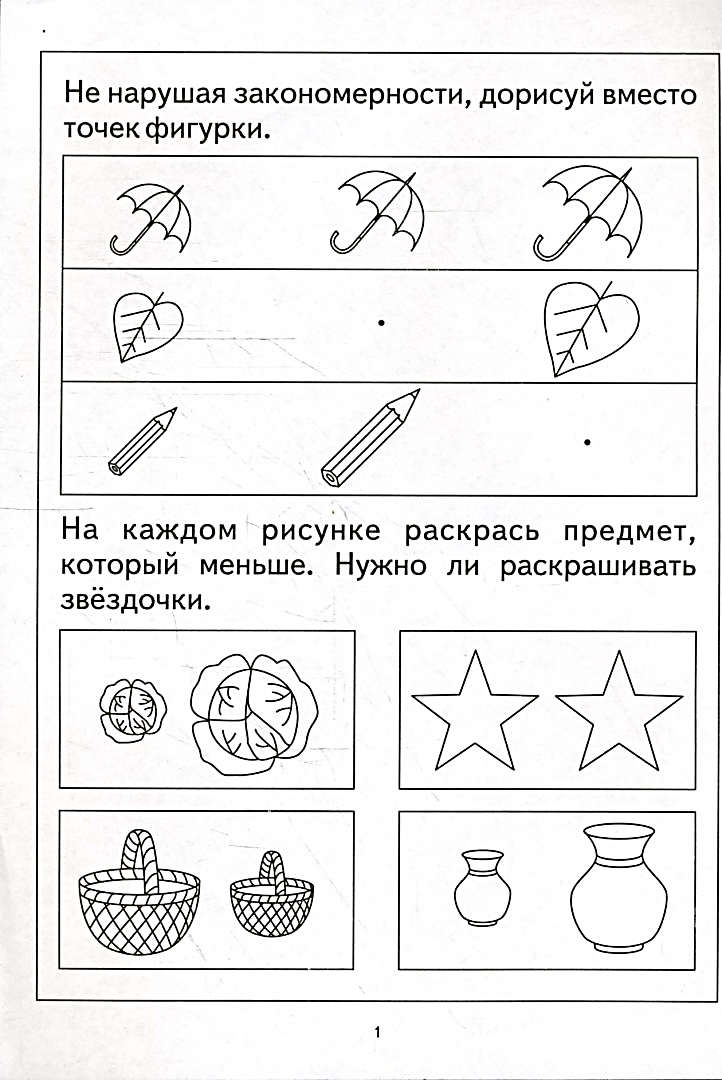 Не нарушая закономерности, дорисуй вместо
точек фигурки.
На каждом рисунке раскрась предмет,
который меньше. Нужно ли раскрашивать
звёздочки.
1